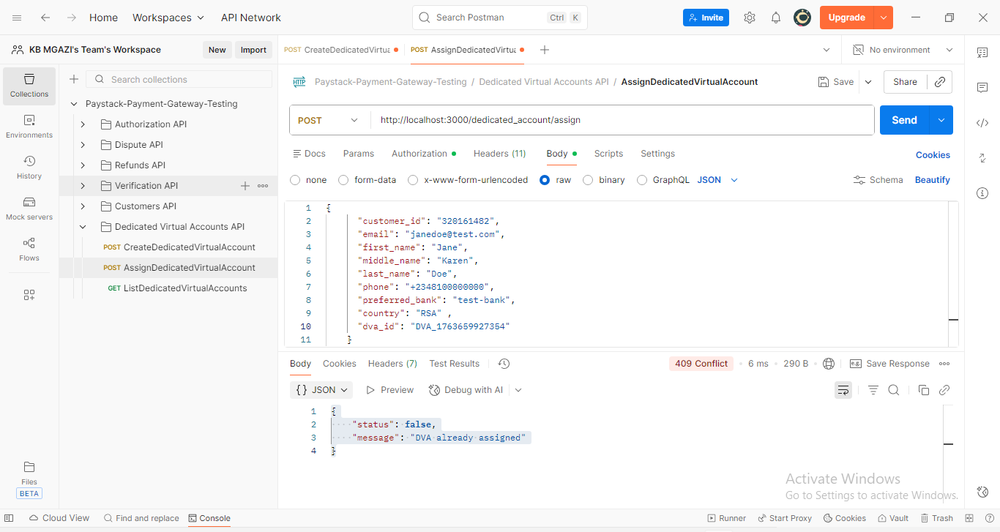 Home Workspaces API Network Search Postman Ctrl K Invite Upgrade
KB MGAZI's Team's Workspace New Import POST CreateDedicatedVirtua POST AssignDedicatedVirtua No environment
Collections
Environments
History
Mock servers
Flows
Files
BETA
Search collections
Paystack-Payment-Gateway-Testing
Authorization API
Dispute API
Refunds API
Verification API
Customers API
Dedicated Virtual Accounts API
POST CreateDedicatedVirtualAccount
POST AssignDedicatedVirtualAccount
GET ListDedicatedVirtualAccounts
HTTP Paystack-Payment-Gateway-Testing / Dedicated Virtual Accounts API / AssignDedicatedVirtualAccount Save Share
POST http://localhost:3000/dedicated_account/assign Send
Docs Params Authorization Headers (11) Body Scripts Settings Cookies
none form-data x-www-form-urlencoded raw binary GraphQL JSON Schema Beautify
1 {
2 "customer_id": "320161482",
3 "email": "janedoe@test.com",
4 "first_name": "Jane",
5 "middle_name": "Karen",
6 "last_name": "Doe",
7 "phone": "+2348100000000",
8 "preferred_bank": "test-bank",
9 "country": "RSA" ,
10 "dva_id": "DVA_1763659927354"
11 }
Body Cookies Headers (7) Test Results 409 Conflict 6 ms 290 B e.g. Save Response
{} JSON Preview Debug with AI
1 {
2 "status": false,
3 "message": "DVA already assigned"
4 }
Activate Windows
Go to Settings to activate Windows.
Cloud View Find and replace Console Runner Start Proxy Cookies Vault Trash